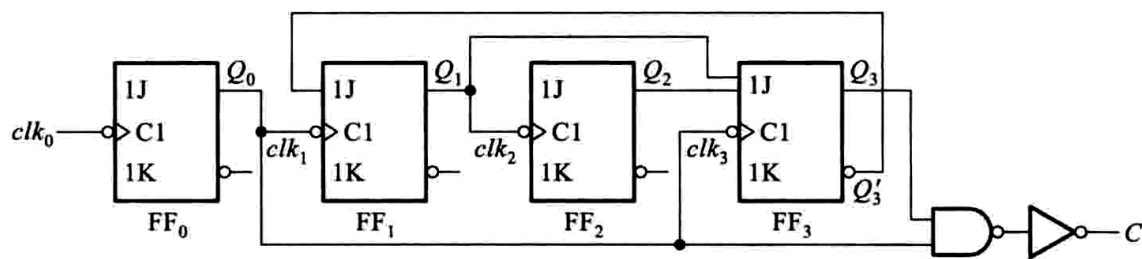 1J Q₀ 1J Q₁ 1J Q₂ 1J Q₃
clk₀ C1 clk₁ C1 clk₂ C1 clk₃ C1
1K 1K 1K 1K Q₃′
FF₀ FF₁ FF₂ FF₃
C